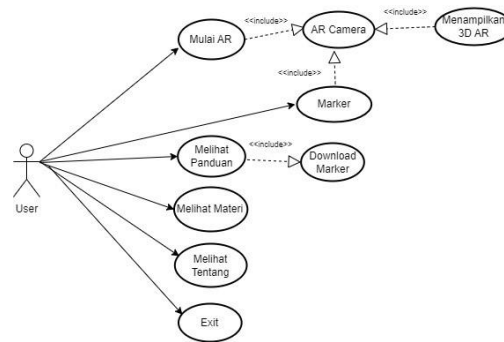 <<include>>
<<include>>
Mulai AR
AR Camera
Menampilkan
3D AR
<<include>>
Marker
Melihat
Panduan
<<include>>
Download
Marker
User
Melihat Materi
Melihat
Tentang
Exit